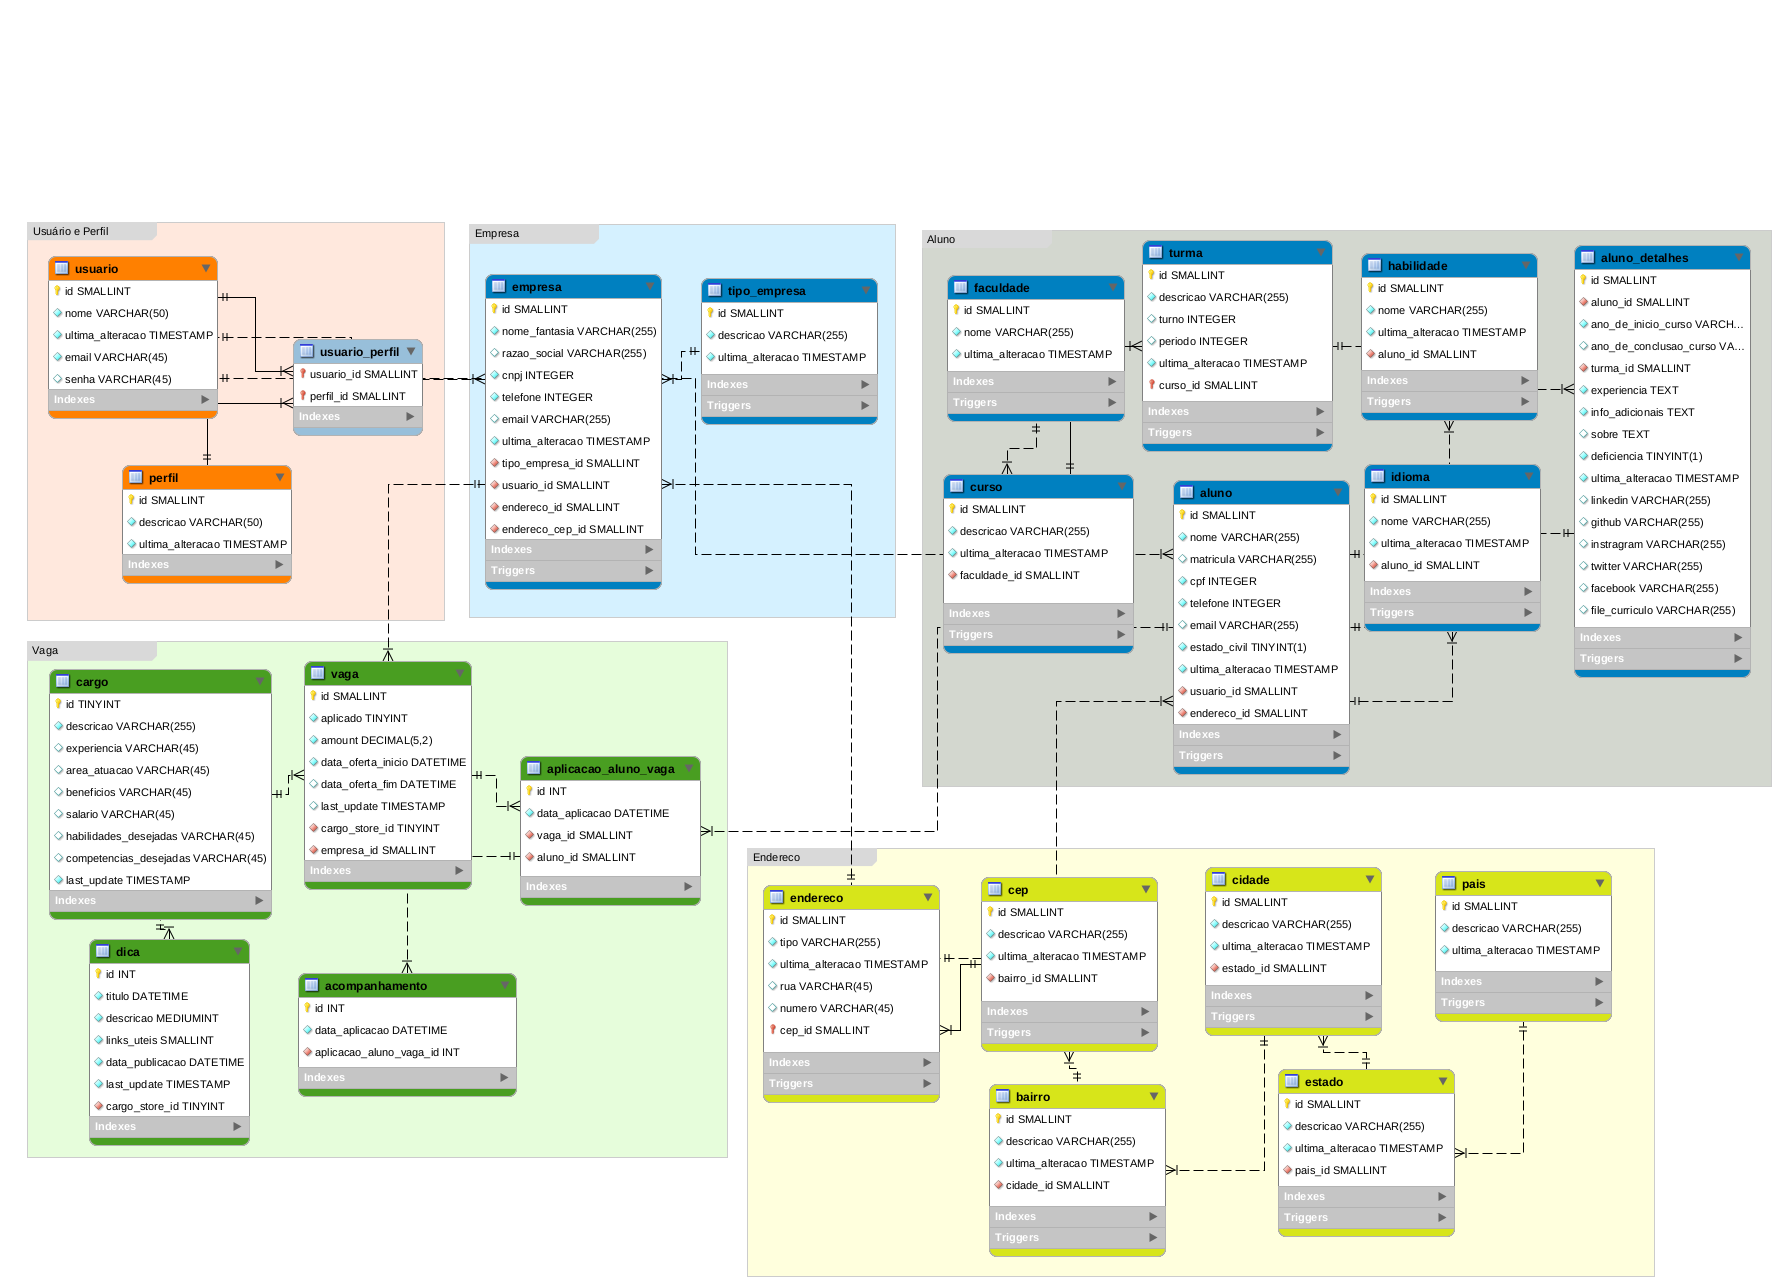 Usuário e Perfil
usuario
id SMALLINT
nome VARCHAR(50)
ultima_alteracao TIMESTAMP
email VARCHAR(45)
senha VARCHAR(45)
Indexes
usuario_perfil
usuario_id SMALLINT
perfil_id SMALLINT
Indexes
perfil
id SMALLINT
descricao VARCHAR(50)
ultima_alteracao TIMESTAMP
Indexes
Empresa
empresa
id SMALLINT
nome_fantasia VARCHAR(255)
razao_social VARCHAR(255)
cnpj INTEGER
telefone INTEGER
email VARCHAR(255)
ultima_alteracao TIMESTAMP
tipo_empresa_id SMALLINT
usuario_id SMALLINT
endereco_id SMALLINT
endereco_cep_id SMALLINT
Indexes
Triggers
tipo_empresa
id SMALLINT
descricao VARCHAR(255)
ultima_alteracao TIMESTAMP
Indexes
Triggers
Aluno
faculdade
id SMALLINT
nome VARCHAR(255)
ultima_alteracao TIMESTAMP
Indexes
Triggers
turma
id SMALLINT
descricao VARCHAR(255)
turno INTEGER
periodo INTEGER
ultima_alteracao TIMESTAMP
curso_id SMALLINT
Indexes
Triggers
habilidade
id SMALLINT
nome VARCHAR(255)
ultima_alteracao TIMESTAMP
aluno_id SMALLINT
Indexes
Triggers
aluno_detalhes
id SMALLINT
aluno_id SMALLINT
ano_de_inicio_curso VARCH...
ano_de_conclusao_curso VA...
turma_id SMALLINT
experiencia TEXT
info_adicionais TEXT
sobre TEXT
deficiencia TINYINT(1)
ultima_alteracao TIMESTAMP
linkedin VARCHAR(255)
github VARCHAR(255)
instragram VARCHAR(255)
twitter VARCHAR(255)
facebook VARCHAR(255)
file_curriculo VARCHAR(255)
Indexes
Triggers
curso
id SMALLINT
descricao VARCHAR(255)
ultima_alteracao TIMESTAMP
faculdade_id SMALLINT
Indexes
Triggers
aluno
id SMALLINT
nome VARCHAR(255)
matricula VARCHAR(255)
cpf INTEGER
telefone INTEGER
email VARCHAR(255)
estado_civil TINYINT(1)
ultima_alteracao TIMESTAMP
usuario_id SMALLINT
endereco_id SMALLINT
Indexes
Triggers
idioma
id SMALLINT
nome VARCHAR(255)
ultima_alteracao TIMESTAMP
aluno_id SMALLINT
Indexes
Triggers
Vaga
cargo
id TINYINT
descricao VARCHAR(255)
experiencia VARCHAR(45)
area_atuacao VARCHAR(45)
beneficios VARCHAR(45)
salario VARCHAR(45)
habilidades_desejadas VARCHAR(45)
competencias_desejadas VARCHAR(45)
last_update TIMESTAMP
Indexes
vaga
id SMALLINT
aplicado TINYINT
amount DECIMAL(5,2)
data_oferta_inicio DATETIME
data_oferta_fim DATETIME
last_update TIMESTAMP
cargo_store_id TINYINT
empresa_id SMALLINT
Indexes
aplicacao_aluno_vaga
id INT
data_aplicacao DATETIME
vaga_id SMALLINT
aluno_id SMALLINT
Indexes
dica
id INT
titulo DATETIME
descricao MEDIUMINT
links_uteis SMALLINT
data_publicacao DATETIME
last_update TIMESTAMP
cargo_store_id TINYINT
Indexes
acompanhamento
id INT
data_aplicacao DATETIME
aplicacao_aluno_vaga_id INT
Indexes
Endereco
endereco
id SMALLINT
tipo VARCHAR(255)
ultima_alteracao TIMESTAMP
rua VARCHAR(45)
numero VARCHAR(45)
cep_id SMALLINT
Indexes
Triggers
cep
id SMALLINT
descricao VARCHAR(255)
ultima_alteracao TIMESTAMP
bairro_id SMALLINT
Indexes
Triggers
cidade
id SMALLINT
descricao VARCHAR(255)
ultima_alteracao TIMESTAMP
estado_id SMALLINT
Indexes
Triggers
pais
id SMALLINT
descricao VARCHAR(255)
ultima_alteracao TIMESTAMP
Indexes
Triggers
bairro
id SMALLINT
descricao VARCHAR(255)
ultima_alteracao TIMESTAMP
cidade_id SMALLINT
Indexes
Triggers
estado
id SMALLINT
descricao VARCHAR(255)
ultima_alteracao TIMESTAMP
pais_id SMALLINT
Indexes
Triggers